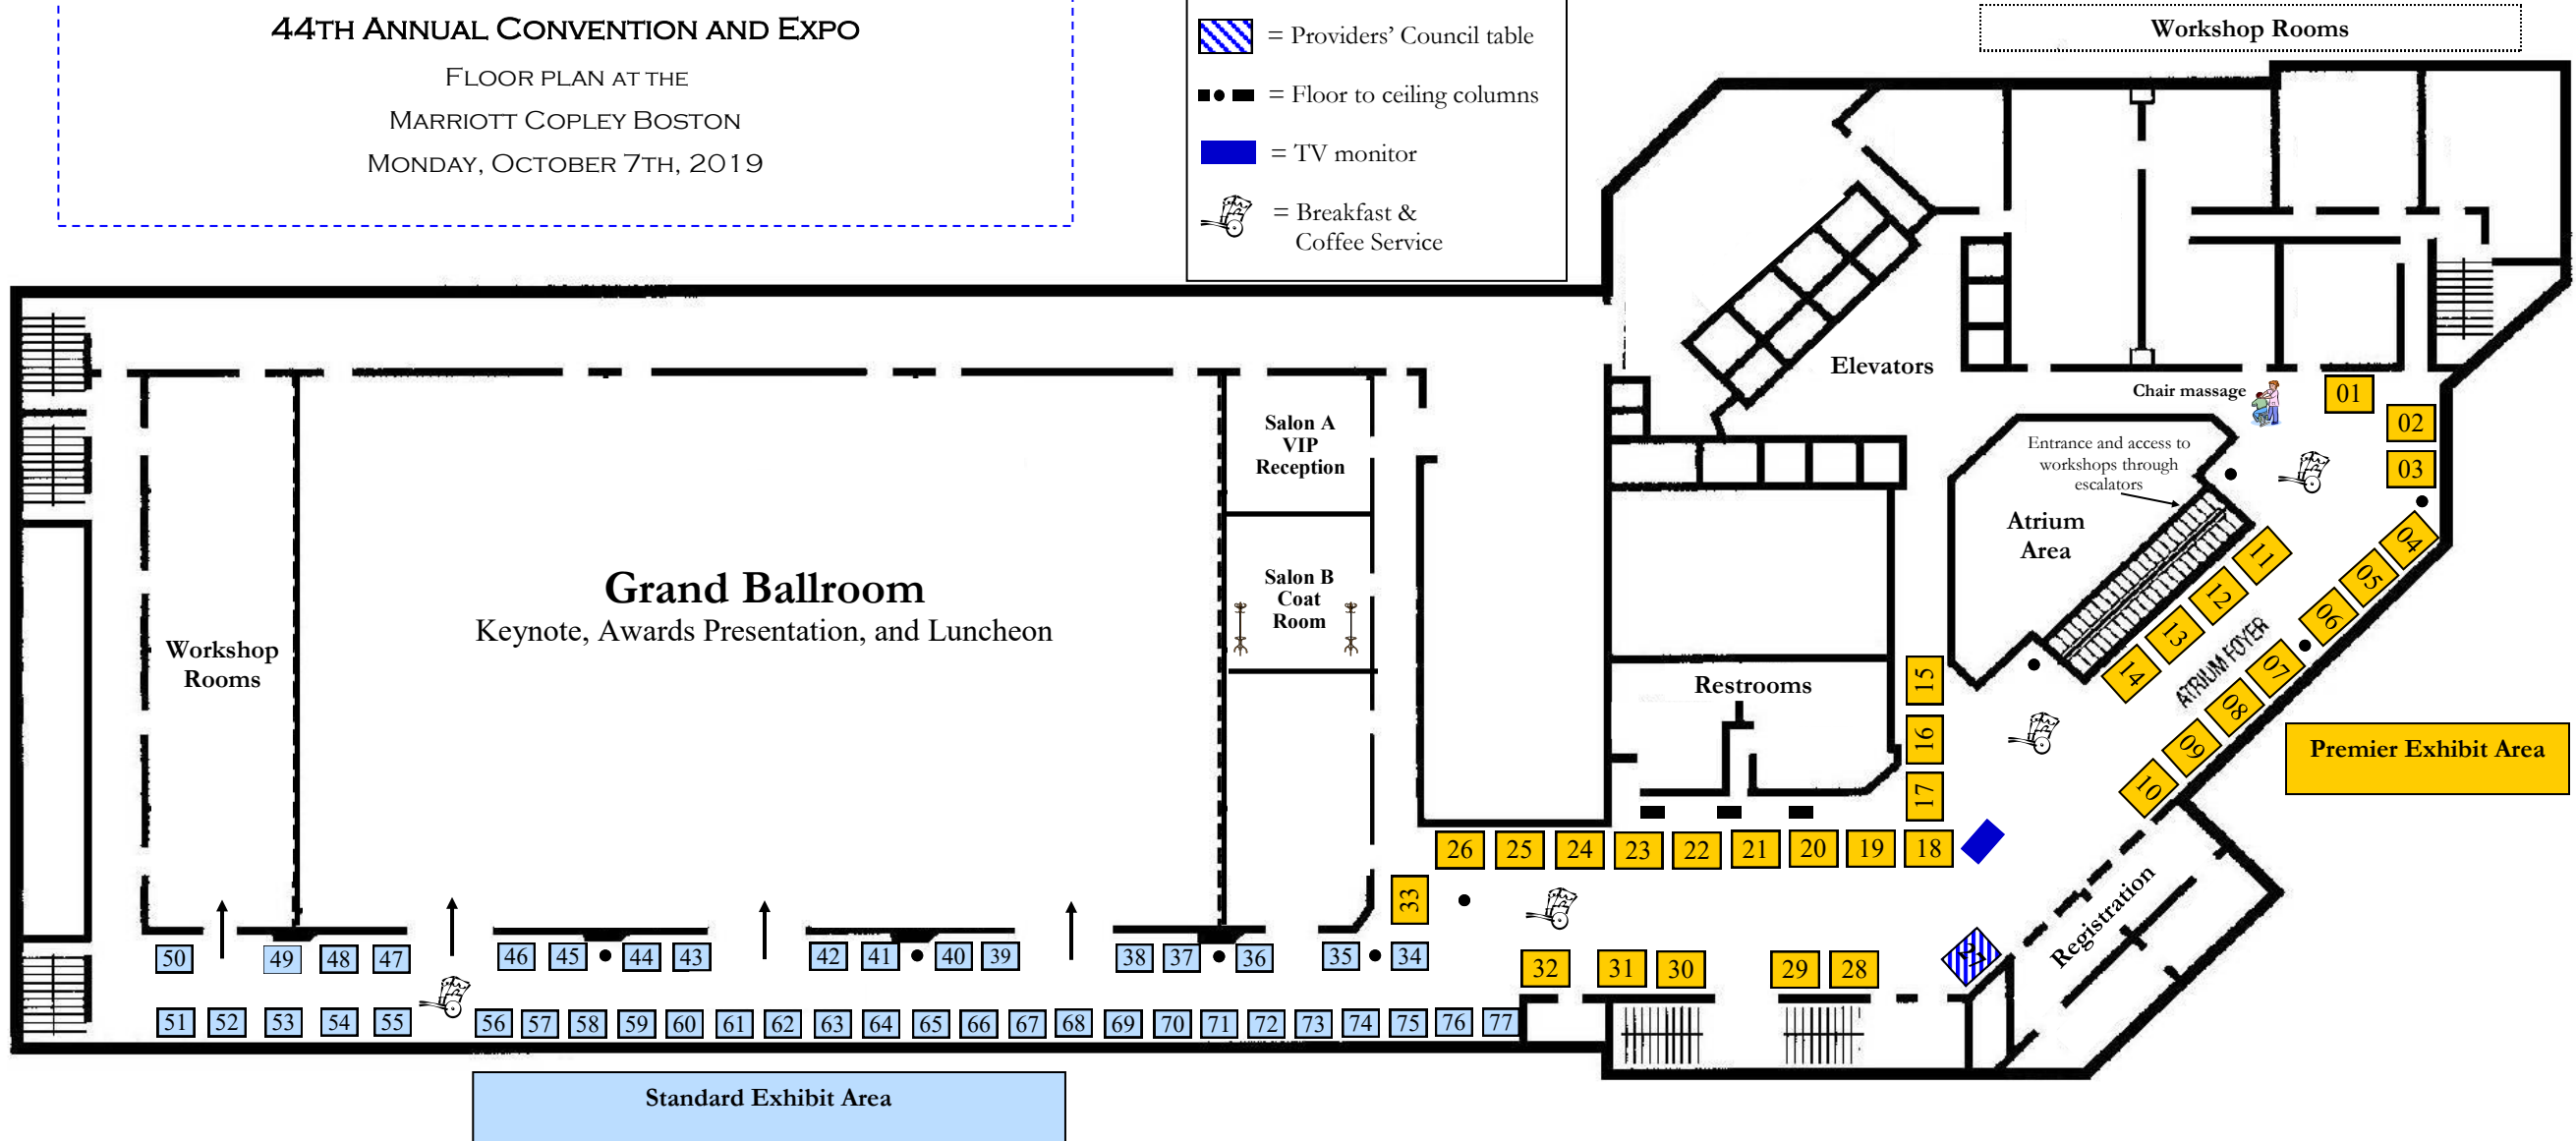 44TH ANNUAL CONVENTION AND EXPO
FLOOR PLAN AT THE
MARRIOTT COPLEY BOSTON
MONDAY, OCTOBER 7TH, 2019
= Providers' Council table
= Floor to ceiling columns
= TV monitor
= Breakfast &
Coffee Service
Workshop Rooms
Elevators
Chair massage
01
02
03
Entrance and access to
workshops through
escalators
Atrium
Area
04
05
06
07
08
09
10
11
12
13
14
ATRIUM FOYER
Premier Exhibit Area
Salon A
VIP
Reception
Salon B
Coat
Room
Grand Ballroom
Keynote, Awards Presentation, and Luncheon
Workshop
Rooms
Restrooms
15
16
17
26 25 24 23 22 21 20 19 18
33
Registration
27
32 31 30 29 28
50 49 48 47 46 45 44 43 42 41 40 39 38 37 36 35 34
51 52 53 54 55 56 57 58 59 60 61 62 63 64 65 66 67 68 69 70 71 72 73 74 75 76 77
Standard Exhibit Area